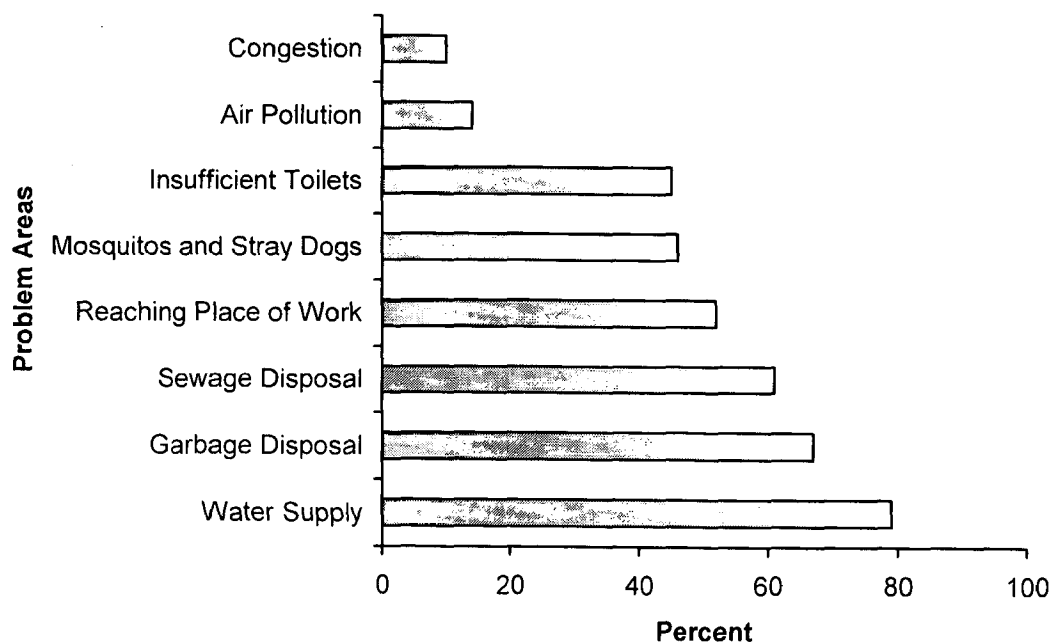 Congestion
Air Pollution
Insufficient Toilets
Mosquitos and Stray Dogs
Reaching Place of Work
Sewage Disposal
Garbage Disposal
Water Supply
Problem Areas
0 20 40 60 80 100
Percent